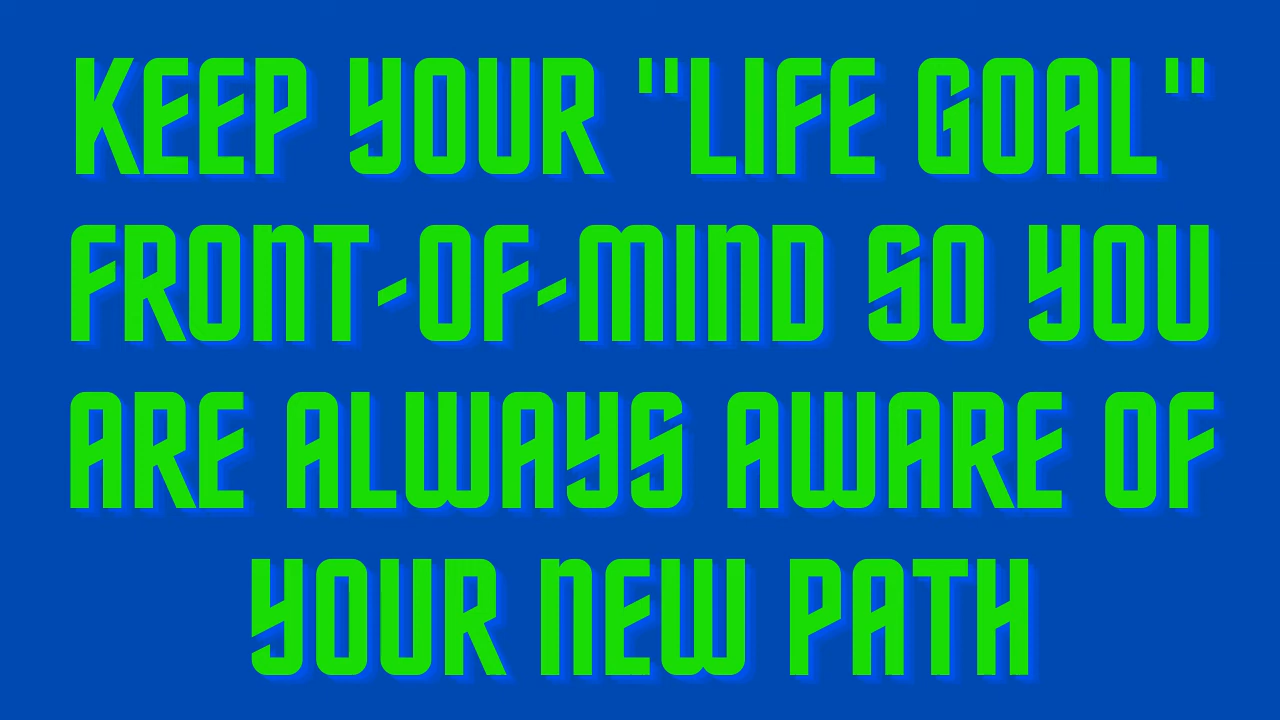 KEEP YOUR "LIFE GOAL"
FRONT-OF-MIND SO YOU
ARE ALWAYS AWARE OF
YOUR NEW PATH